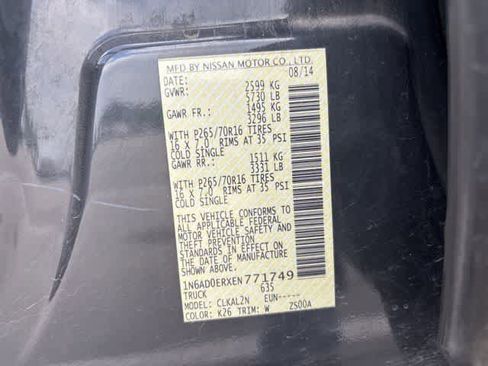 MFD BY NISSAN MOTOR CO., LTD.
DATE: 08/14
GVWR: 2599 KG
5730 LB
GAWR FR.: 1495 KG
3296 LB
WITH P265/70R16 TIRES
16 X 7.0 RIMS AT 35 PSI
COLD SINGLE
GAWR RR.: 1511 KG
3331 LB
WITH P265/70R16 TIRES
16 X 7.0 RIMS AT 35 PSI
COLD SINGLE
THIS VEHICLE CONFORMS TO
ALL APPLICABLE FEDERAL
MOTOR VEHICLE SAFETY AND
THEFT PREVENTION
STANDARDS IN EFFECT ON
THE DATE OF MANUFACTURE
SHOWN ABOVE.
1N6AD0ERXEN771749
TRUCK 635
MODEL: CLKALZN EUN-----
COLOR: K26 TRIM: W ZS00A